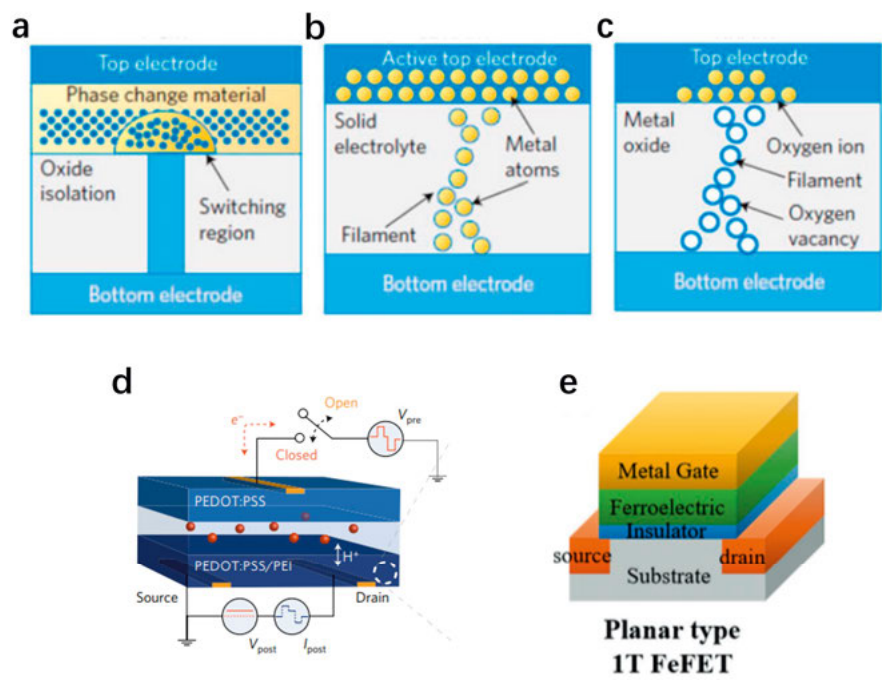 a
Top electrode
Phase change material
Oxide
isolation
Switching
region
Bottom electrode
b
Active top electrode
Solid
electrolyte
Metal
atoms
Filament
Bottom electrode
c
Top electrode
Metal
oxide
Oxygen ion
Filament
Oxygen
vacancy
Bottom electrode
d
Open
e⁻
Closed
V_pre
PEDOT:PSS
H⁺
PEDOT:PSS/PEI
Source
Drain
V_post
I_post
e
Metal Gate
Ferroelectric
Insulator
source
drain
Substrate
Planar type
1T FeFET